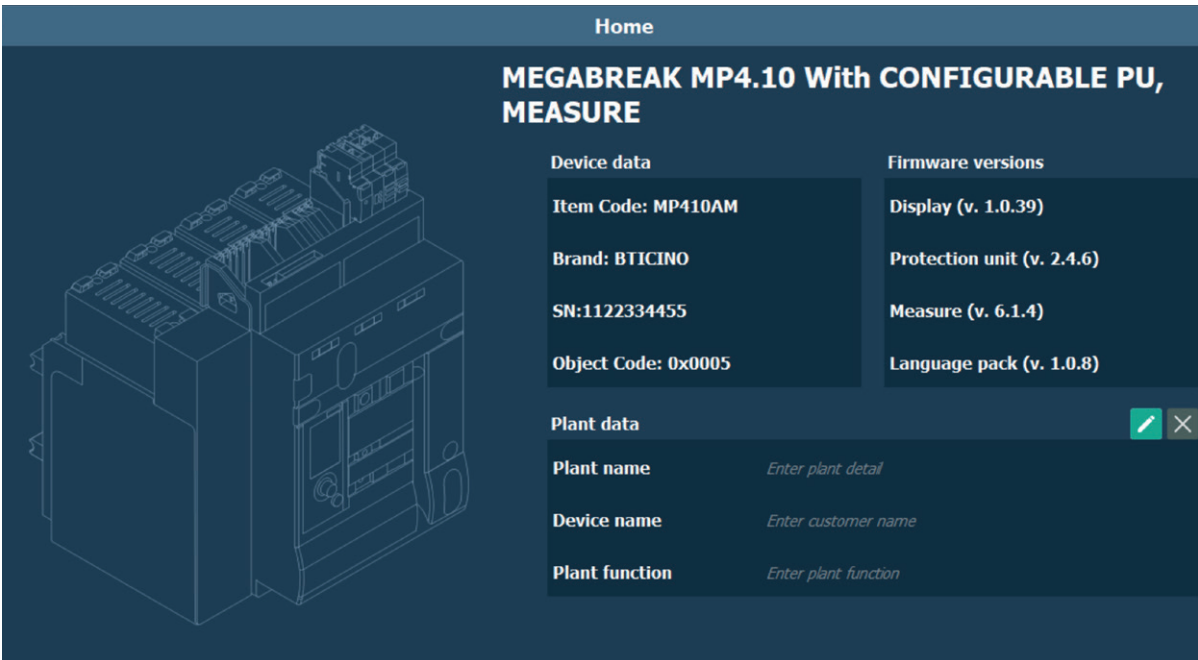 Home
MEGABREAK MP4.10 With CONFIGURABLE PU,
MEASURE
Device data
Item Code: MP410AM
Brand: BTICINO
SN:1122334455
Object Code: 0x0005
Firmware versions
Display (v. 1.0.39)
Protection unit (v. 2.4.6)
Measure (v. 6.1.4)
Language pack (v. 1.0.8)
Plant data
Plant name Enter plant detail
Device name Enter customer name
Plant function Enter plant function